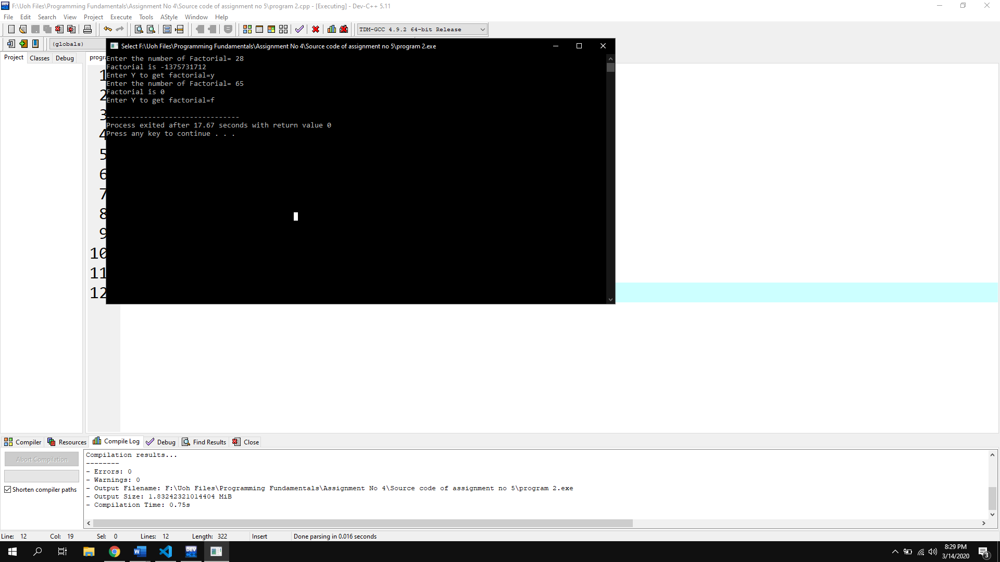 F:\Uoh Files\Programming Fundamentals\Assignment No 4\Source code of assignment no 5\program 2.cpp - [Executing] - Dev-C++ 5.11
File Edit Search View Project Execute Tools AStyle Window Help
TDM-GCC 4.9.2 64-bit Release
(globals)
Project Classes Debug
Select F:\Uoh Files\Programming Fundamentals\Assignment No 4\Source code of assignment no 5\program 2.exe
Enter the number of Factorial= 28
Factorial is -1375731712
Enter Y to get factorial=y
Enter the number of Factorial= 65
Factorial is 0
Enter Y to get factorial=f
--------------------------------
Process exited after 17.67 seconds with return value 0
Press any key to continue . . .
1
2
3
4
5
6
7
8
9
10
11
12
Compiler Resources Compile Log Debug Find Results Close
Abort Compilation
Shorten compiler paths
Compilation results...
--------
- Errors: 0
- Warnings: 0
- Output Filename: F:\Uoh Files\Programming Fundamentals\Assignment No 4\Source code of assignment no 5\program 2.exe
- Output Size: 1.83242321014404 MiB
- Compilation Time: 0.75s
Line: 12 Col: 19 Sel: 0 Lines: 12 Length: 322 Insert Done parsing in 0.016 seconds
DEV
8:29 PM
3/14/2020
3